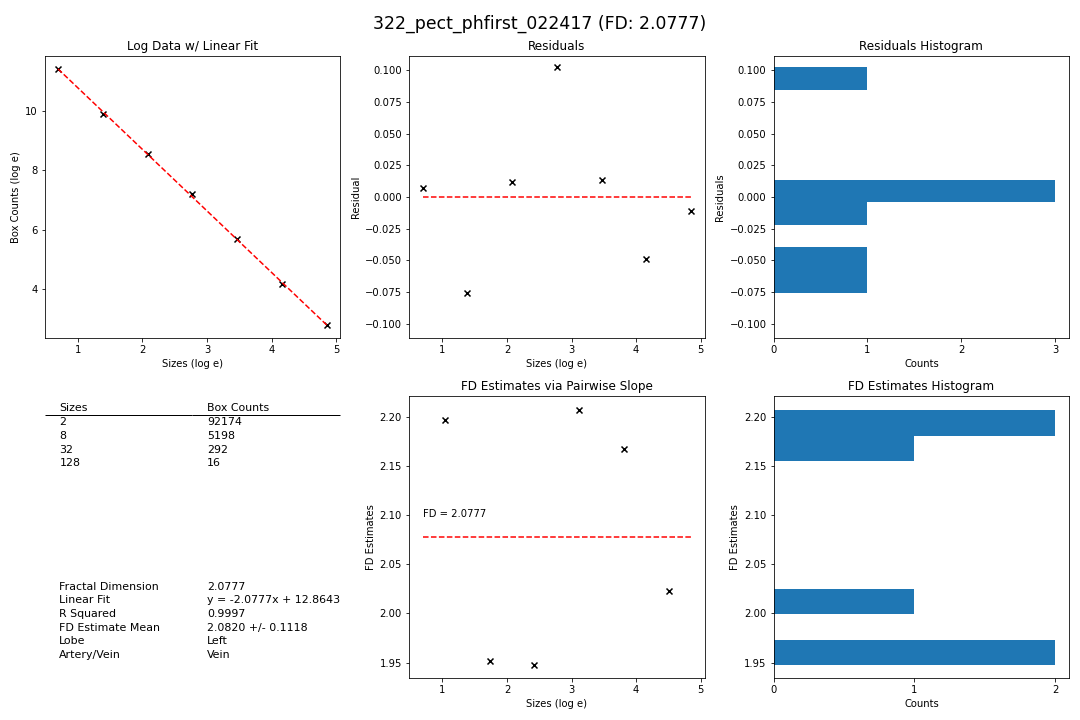 322_pect_phfirst_022417 (FD: 2.0777)
Log Data w/ Linear Fit
Box Counts (log e)
10
8
6
4
1 2 3 4 5
Sizes (log e)
Residuals
Residual
0.100
0.075
0.050
0.025
0.000
−0.025
−0.050
−0.075
−0.100
1 2 3 4 5
Sizes (log e)
Residuals Histogram
Residuals
0.100
0.075
0.050
0.025
0.000
−0.025
−0.050
−0.075
−0.100
0 1 2 3
Counts
Sizes Box Counts
2 92174
8 5198
32 292
128 16
Fractal Dimension 2.0777
Linear Fit y = -2.0777x + 12.8643
R Squared 0.9997
FD Estimate Mean 2.0820 +/- 0.1118
Lobe Left
Artery/Vein Vein
FD Estimates via Pairwise Slope
FD Estimates
2.20
2.15
2.10
2.05
2.00
1.95
FD = 2.0777
1 2 3 4 5
Sizes (log e)
FD Estimates Histogram
FD Estimates
2.20
2.15
2.10
2.05
2.00
1.95
0 1 2
Counts